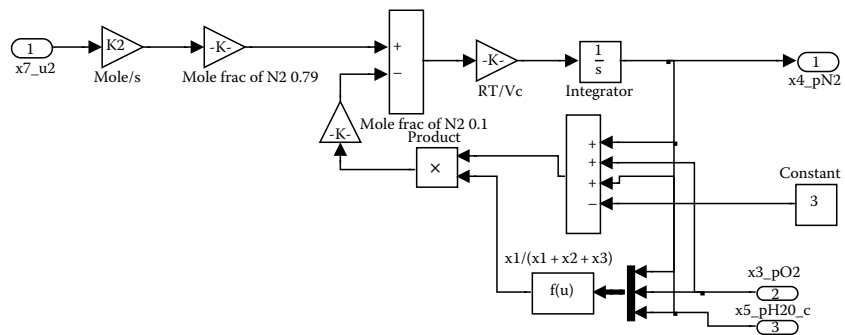 1
x7_u2
K2
Mole/s
-K-
Mole frac of N2 0.79
+
−
-K-
RT/Vc
1
s
Integrator
1
x4_pN2
-K-
Mole frac of N2 0.1
Product
×
+
+
+
−
Constant
3
x1/(x1 + x2 + x3)
f(u)
x3_pO2
2
x5_pH20_c
3